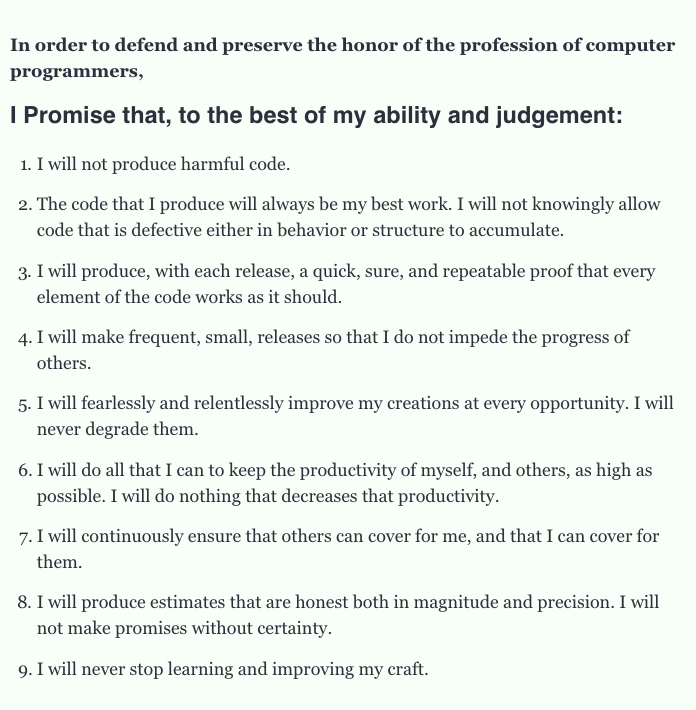 In order to defend and preserve the honor of the profession of computer
programmers,
I Promise that, to the best of my ability and judgement:
1. I will not produce harmful code.
2. The code that I produce will always be my best work. I will not knowingly allow
code that is defective either in behavior or structure to accumulate.
3. I will produce, with each release, a quick, sure, and repeatable proof that every
element of the code works as it should.
4. I will make frequent, small, releases so that I do not impede the progress of
others.
5. I will fearlessly and relentlessly improve my creations at every opportunity. I will
never degrade them.
6. I will do all that I can to keep the productivity of myself, and others, as high as
possible. I will do nothing that decreases that productivity.
7. I will continuously ensure that others can cover for me, and that I can cover for
them.
8. I will produce estimates that are honest both in magnitude and precision. I will
not make promises without certainty.
9. I will never stop learning and improving my craft.